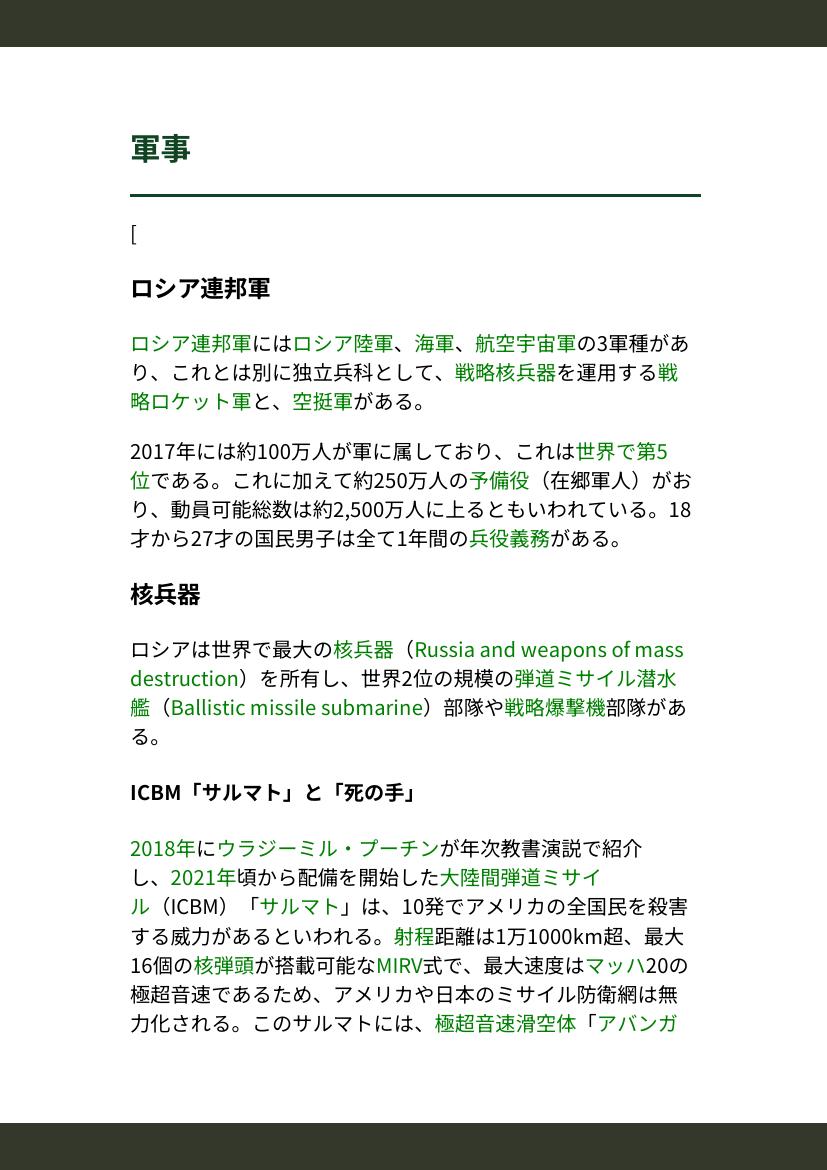 軍事
[
ロシア連邦軍
ロシア連邦軍にはロシア陸軍、海軍、航空宇宙軍の3軍種があ
り、これとは別に独立兵科として、戦略核兵器を運用する戦
略ロケット軍と、空挺軍がある。
2017年には約100万人が軍に属しており、これは世界で第5
位である。これに加えて約250万人の予備役（在郷軍人）がお
り、動員可能総数は約2,500万人に上るともいわれている。18
才から27才の国民男子は全て1年間の兵役義務がある。
核兵器
ロシアは世界で最大の核兵器（Russia and weapons of mass
destruction）を所有し、世界2位の規模の弾道ミサイル潜水
艦（Ballistic missile submarine）部隊や戦略爆撃機部隊があ
る。
ICBM「サルマト」と「死の手」
2018年にウラジーミル・プーチンが年次教書演説で紹介
し、2021年頃から配備を開始した大陸間弾道ミサイ
ル（ICBM）「サルマト」は、10発でアメリカの全国民を殺害
する威力があるといわれる。射程距離は1万1000km超、最大
16個の核弾頭が搭載可能なMIRV式で、最大速度はマッハ20の
極超音速であるため、アメリカや日本のミサイル防衛網は無
力化される。このサルマトには、極超音速滑空体「アバンガ